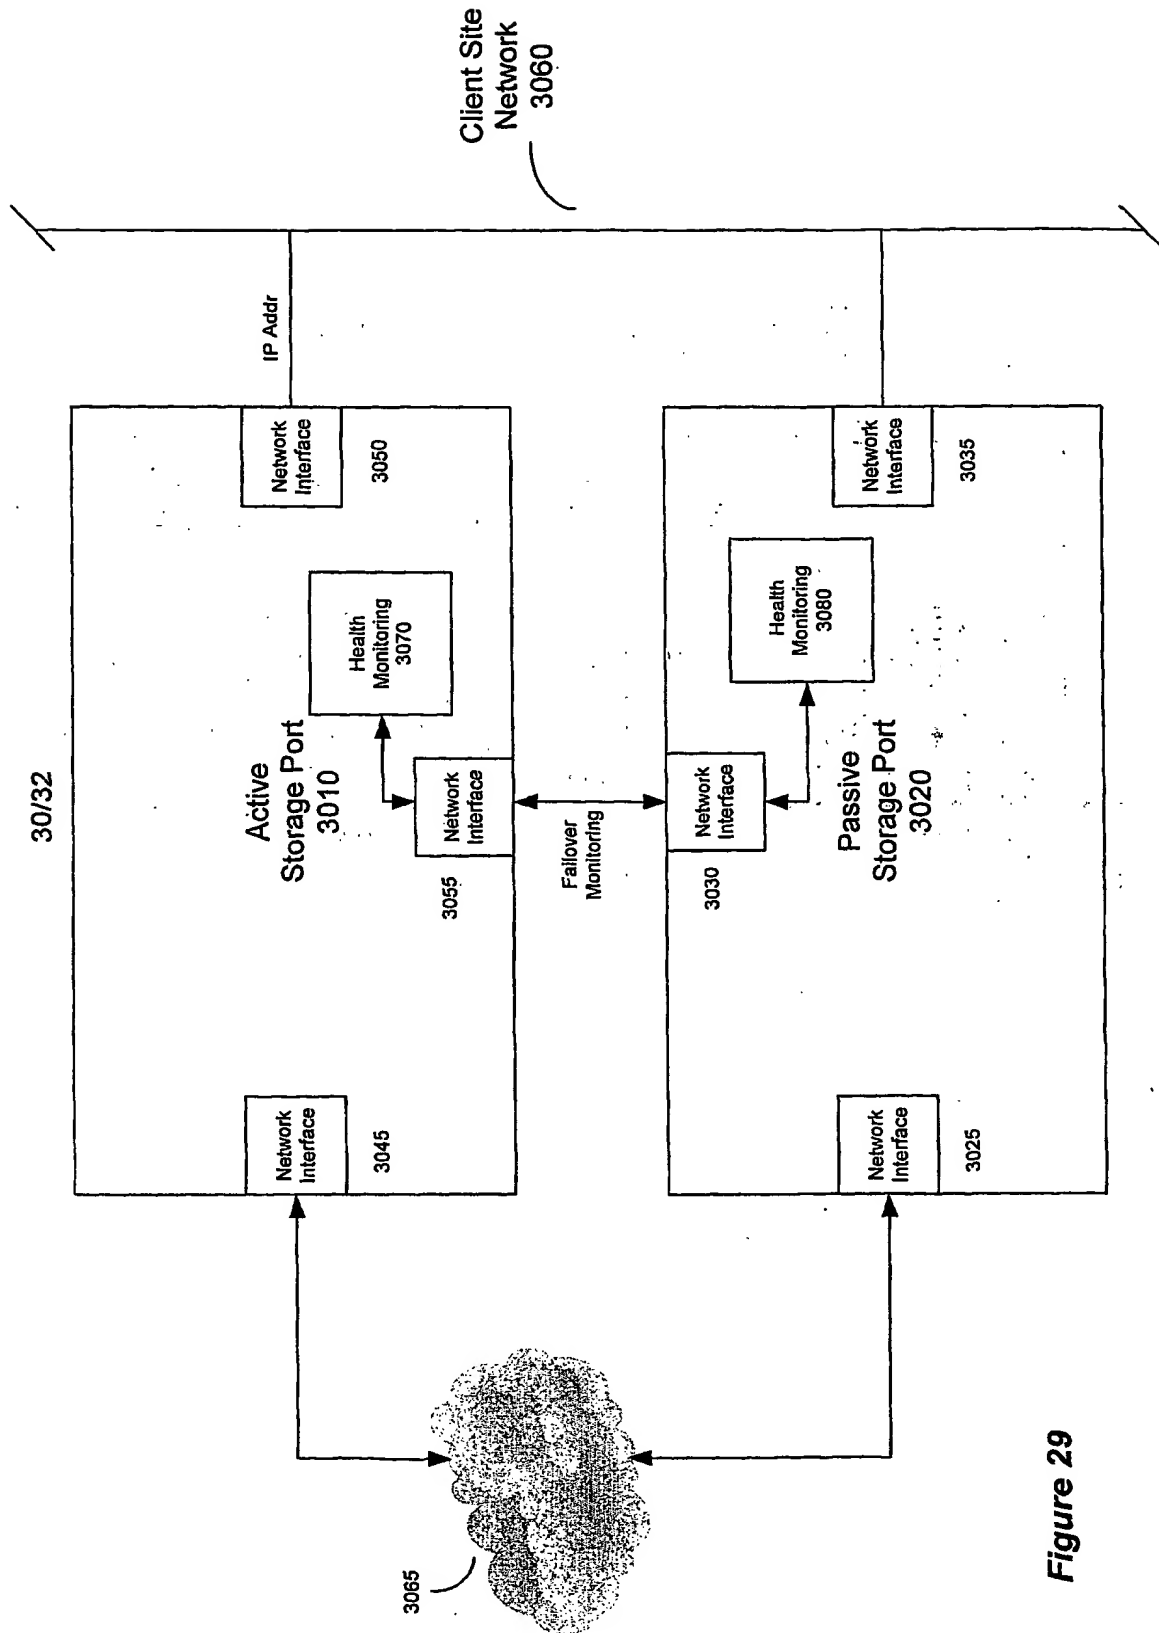 30/32
Active
Storage Port
3010
Network
Interface
3045
Network
Interface
3055
Health
Monitoring
3070
Network
Interface
3050
IP Addr
Client Site
Network
3060
Failover
Monitoring
3065
Network
Interface
3025
Network
Interface
3030
Passive
Storage Port
3020
Health
Monitoring
3080
Network
Interface
3035
Figure 29